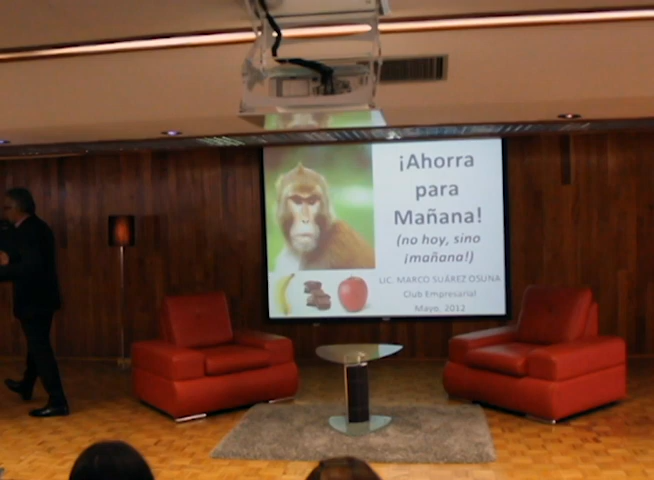 ¡Ahorra
para
Mañana!
(no hoy, sino
¡mañana!)
LIC. MARCO SUÁREZ OSUNA
Club Empresarial
Mayo, 2012